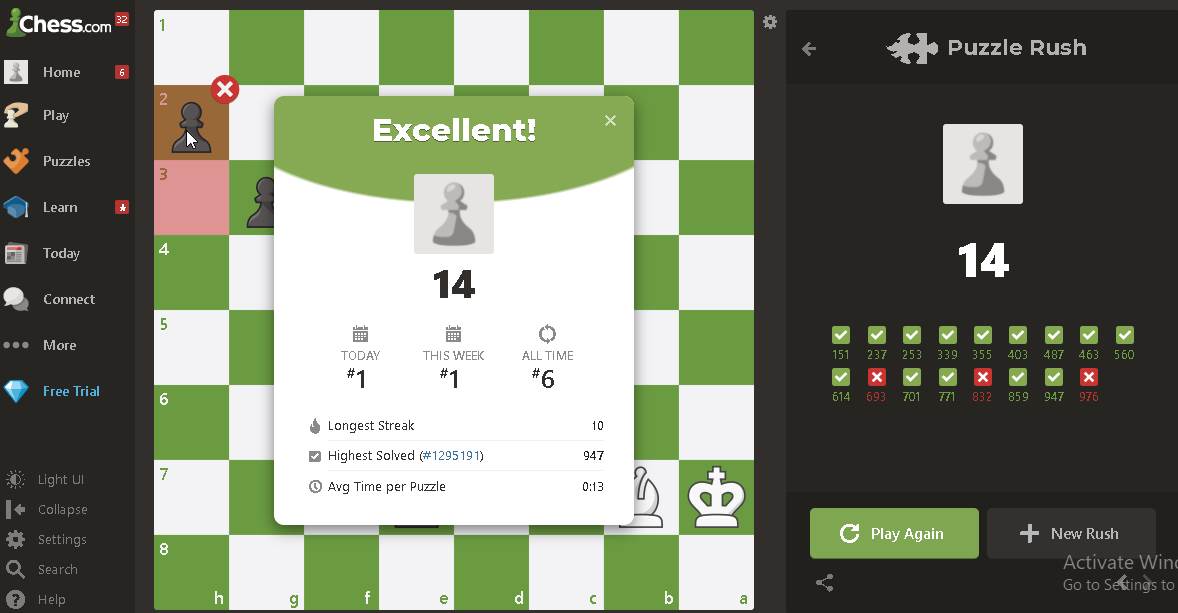 Chess.com 32
Home 6
Play
Puzzles
Learn
Today
Connect
More
Free Trial
Light UI
Collapse
Settings
Search
Help
1
2
3
4
5
6
7
8
h g f e d c b a
Excellent!
14
TODAY THIS WEEK ALL TIME
#1 #1 #6
Longest Streak 10
Highest Solved (#1295191) 947
Avg Time per Puzzle 0:13
Puzzle Rush
14
151 237 253 339 355 403 487 463 560
614 693 701 771 832 859 947 976
Play Again
New Rush
Activate Win
Go to Settings to